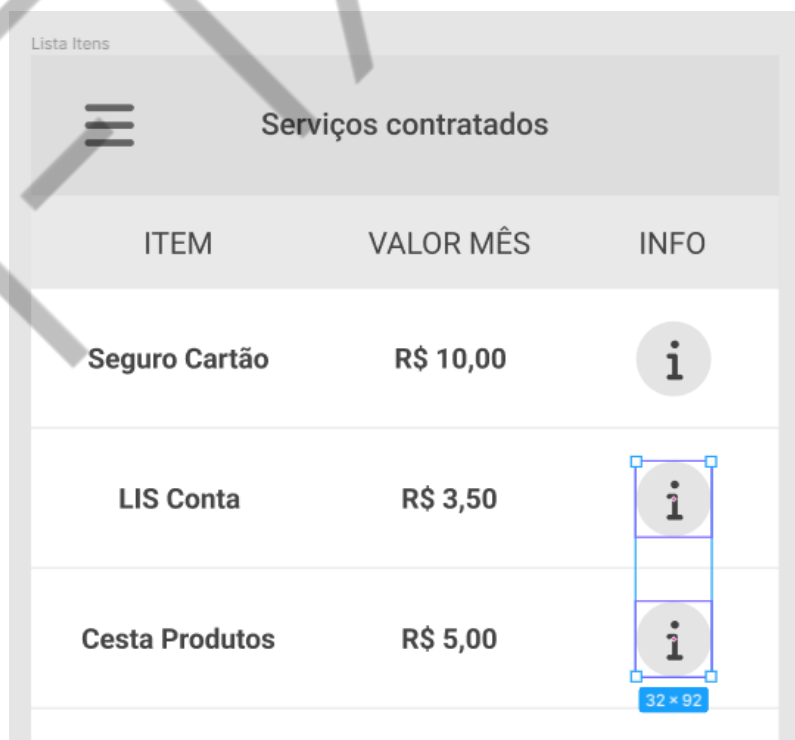 Lista Itens
Serviços contratados
ITEM VALOR MÊS INFO
Seguro Cartão R$ 10,00 i
LIS Conta R$ 3,50 i
Cesta Produtos R$ 5,00 i
32 × 92